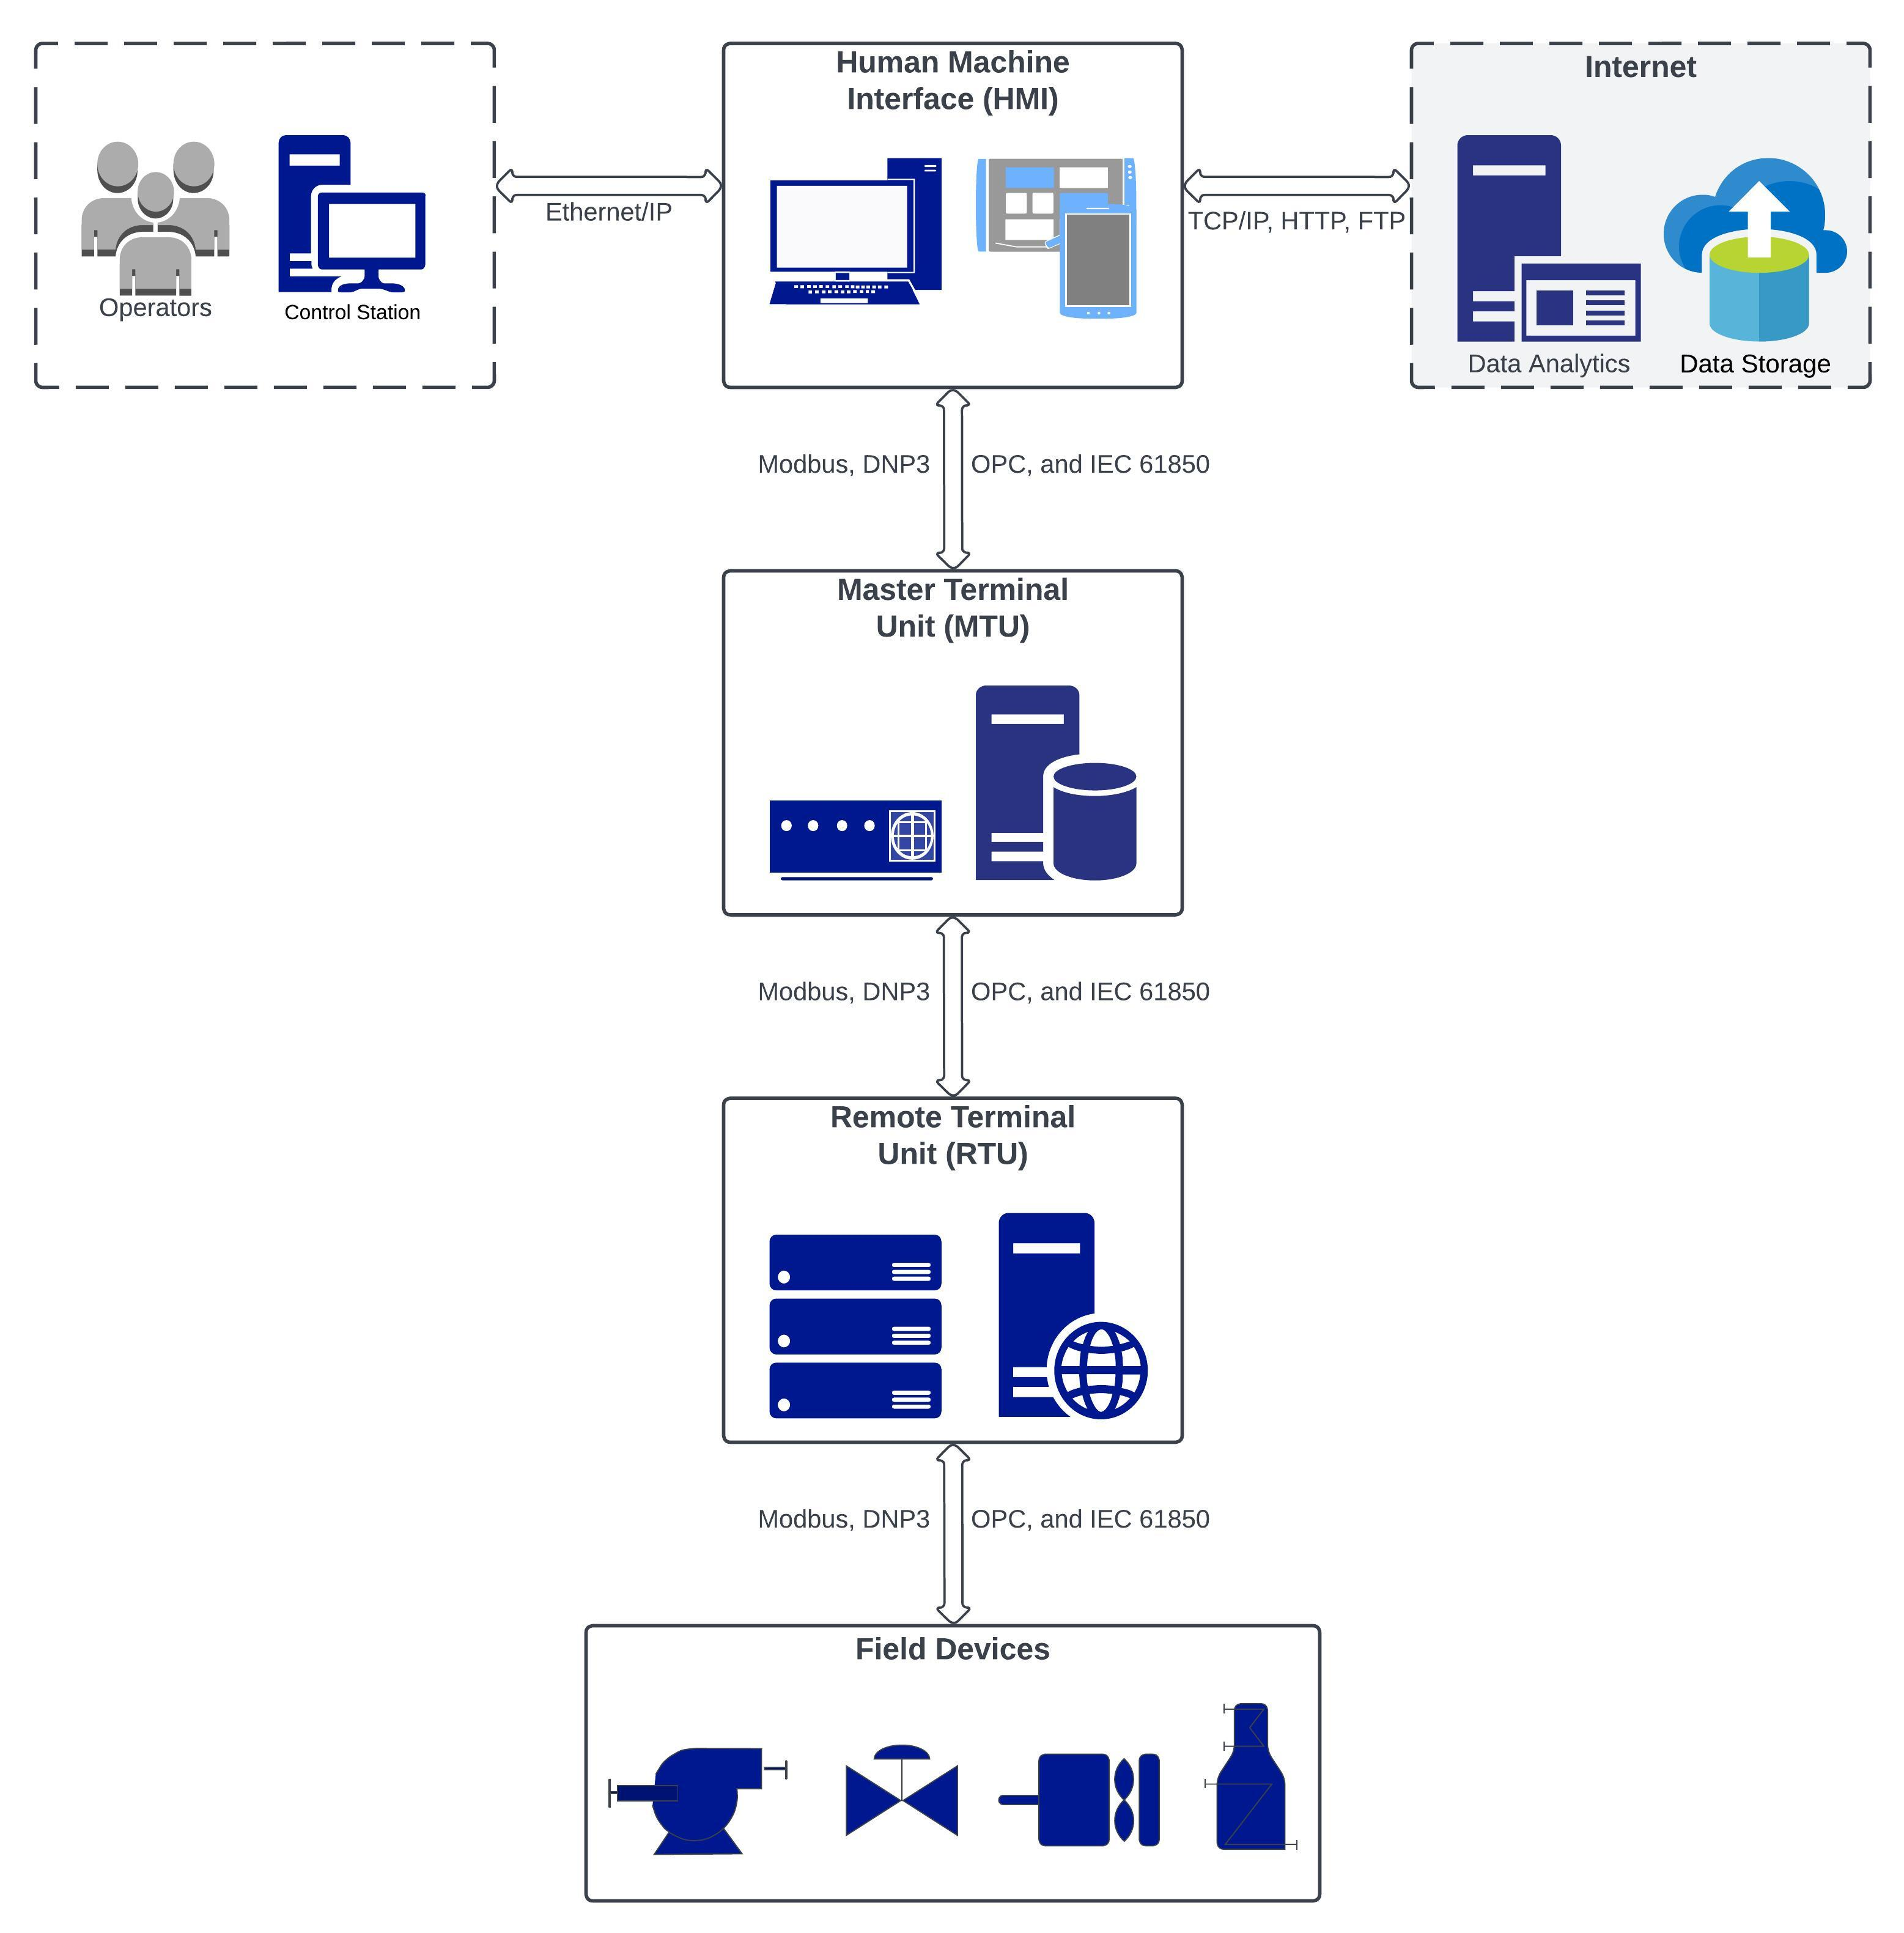 Human Machine
Interface (HMI)
Internet
Operators
Control Station
Ethernet/IP
TCP/IP, HTTP, FTP
Data Analytics
Data Storage
Modbus, DNP3
OPC, and IEC 61850
Master Terminal
Unit (MTU)
Modbus, DNP3
OPC, and IEC 61850
Remote Terminal
Unit (RTU)
Modbus, DNP3
OPC, and IEC 61850
Field Devices